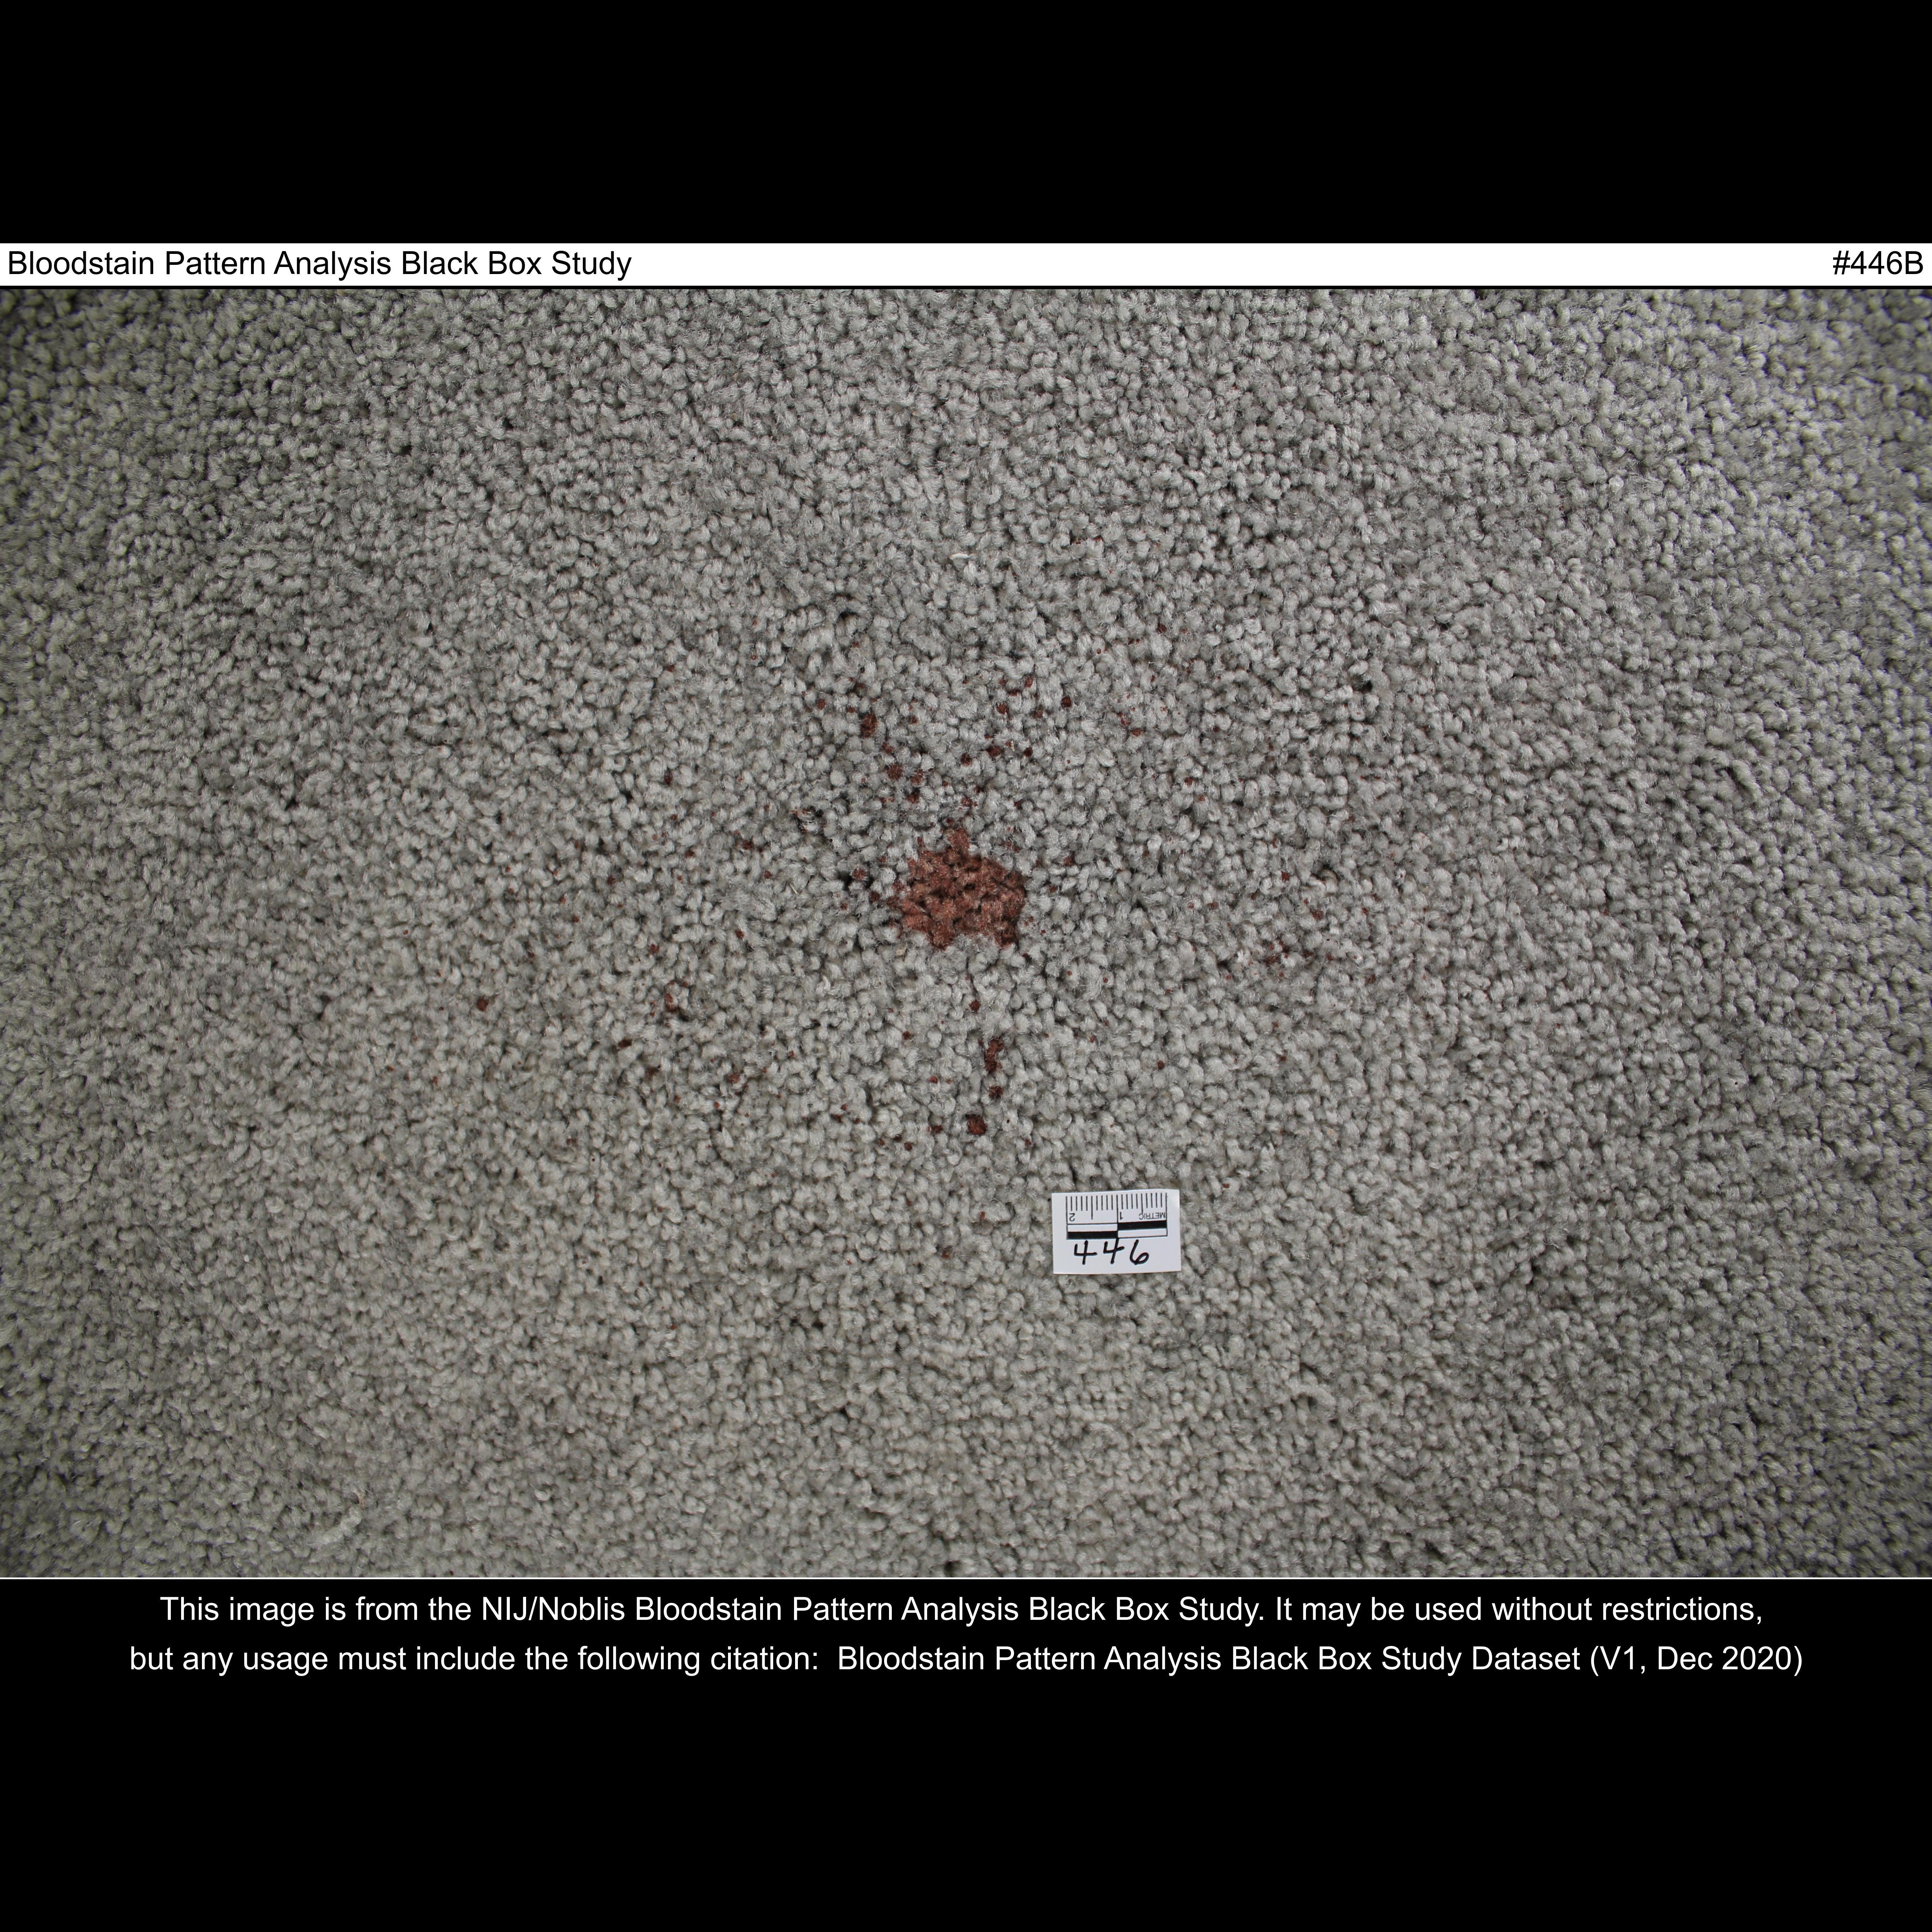 Bloodstain Pattern Analysis Black Box Study #446B
2 1 METRIC
446
This image is from the NIJ/Noblis Bloodstain Pattern Analysis Black Box Study. It may be used without restrictions,
but any usage must include the following citation: Bloodstain Pattern Analysis Black Box Study Dataset (V1, Dec 2020)